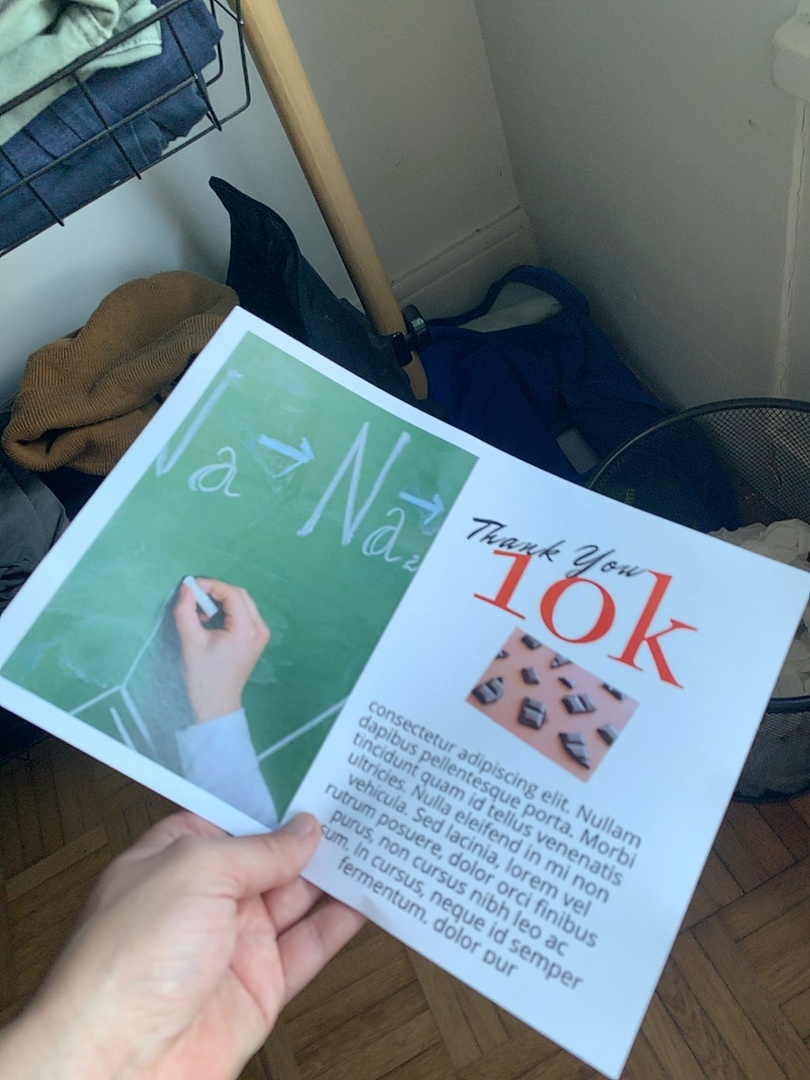 Na → Na₂ →
Thank You
10k
consectetur adipiscing elit. Nullam
dapibus pellentesque porta. Morbi
tincidunt quam id tellus venenatis
ultricies. Nulla eleifend in mi non
vehicula. Sed lacinia, lorem vel
rutrum posuere, dolor orci finibus
purus, non cursus nibh leo ac
sum. In cursus, neque id semper
fermentum, dolor pur